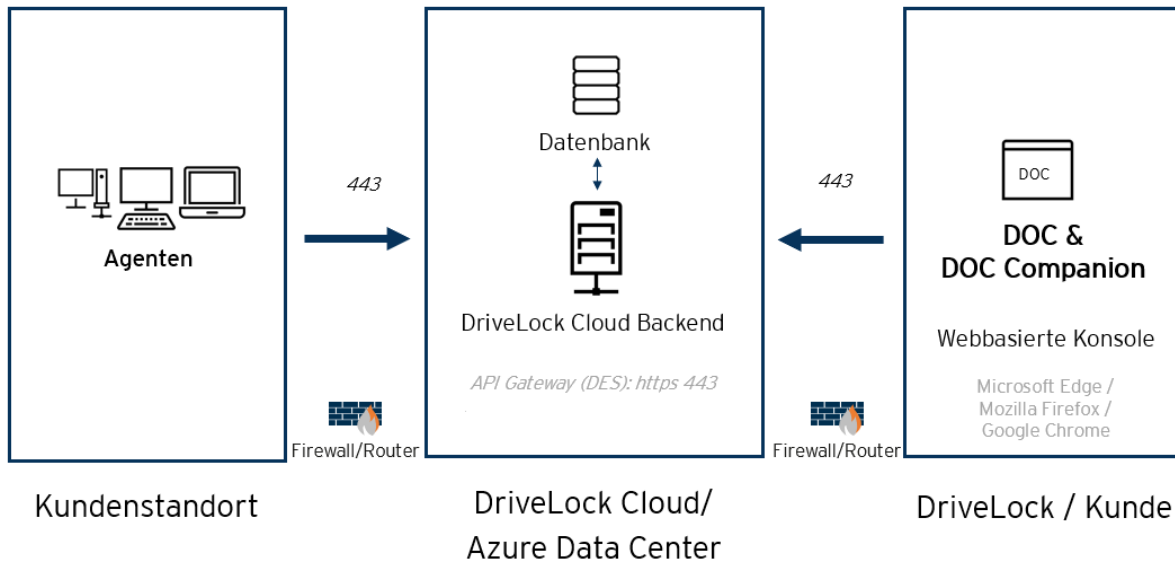 Agenten
443
Firewall/Router
Kundenstandort
Datenbank
DriveLock Cloud Backend
API Gateway (DES): https 443
DriveLock Cloud/
Azure Data Center
443
Firewall/Router
DOC
DOC &
DOC Companion
Webbasierte Konsole
Microsoft Edge /
Mozilla Firefox /
Google Chrome
DriveLock / Kunde